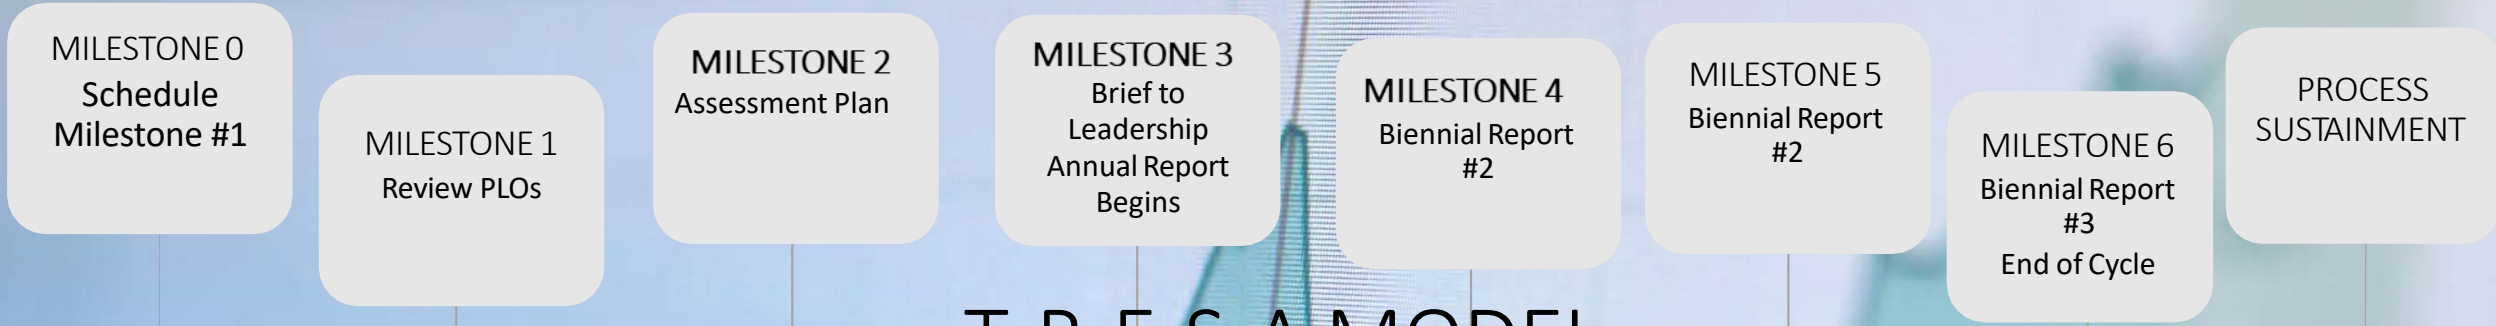 MILESTONE 0
Schedule
Milestone #1
MILESTONE 1
Review PLOs
MILESTONE 2
Assessment Plan
MILESTONE 3
Brief to
Leadership
Annual Report
Begins
MILESTONE 4
Biennial Report
#2
MILESTONE 5
Biennial Report
#2
MILESTONE 6
Biennial Report
#3
End of Cycle
PROCESS
SUSTAINMENT